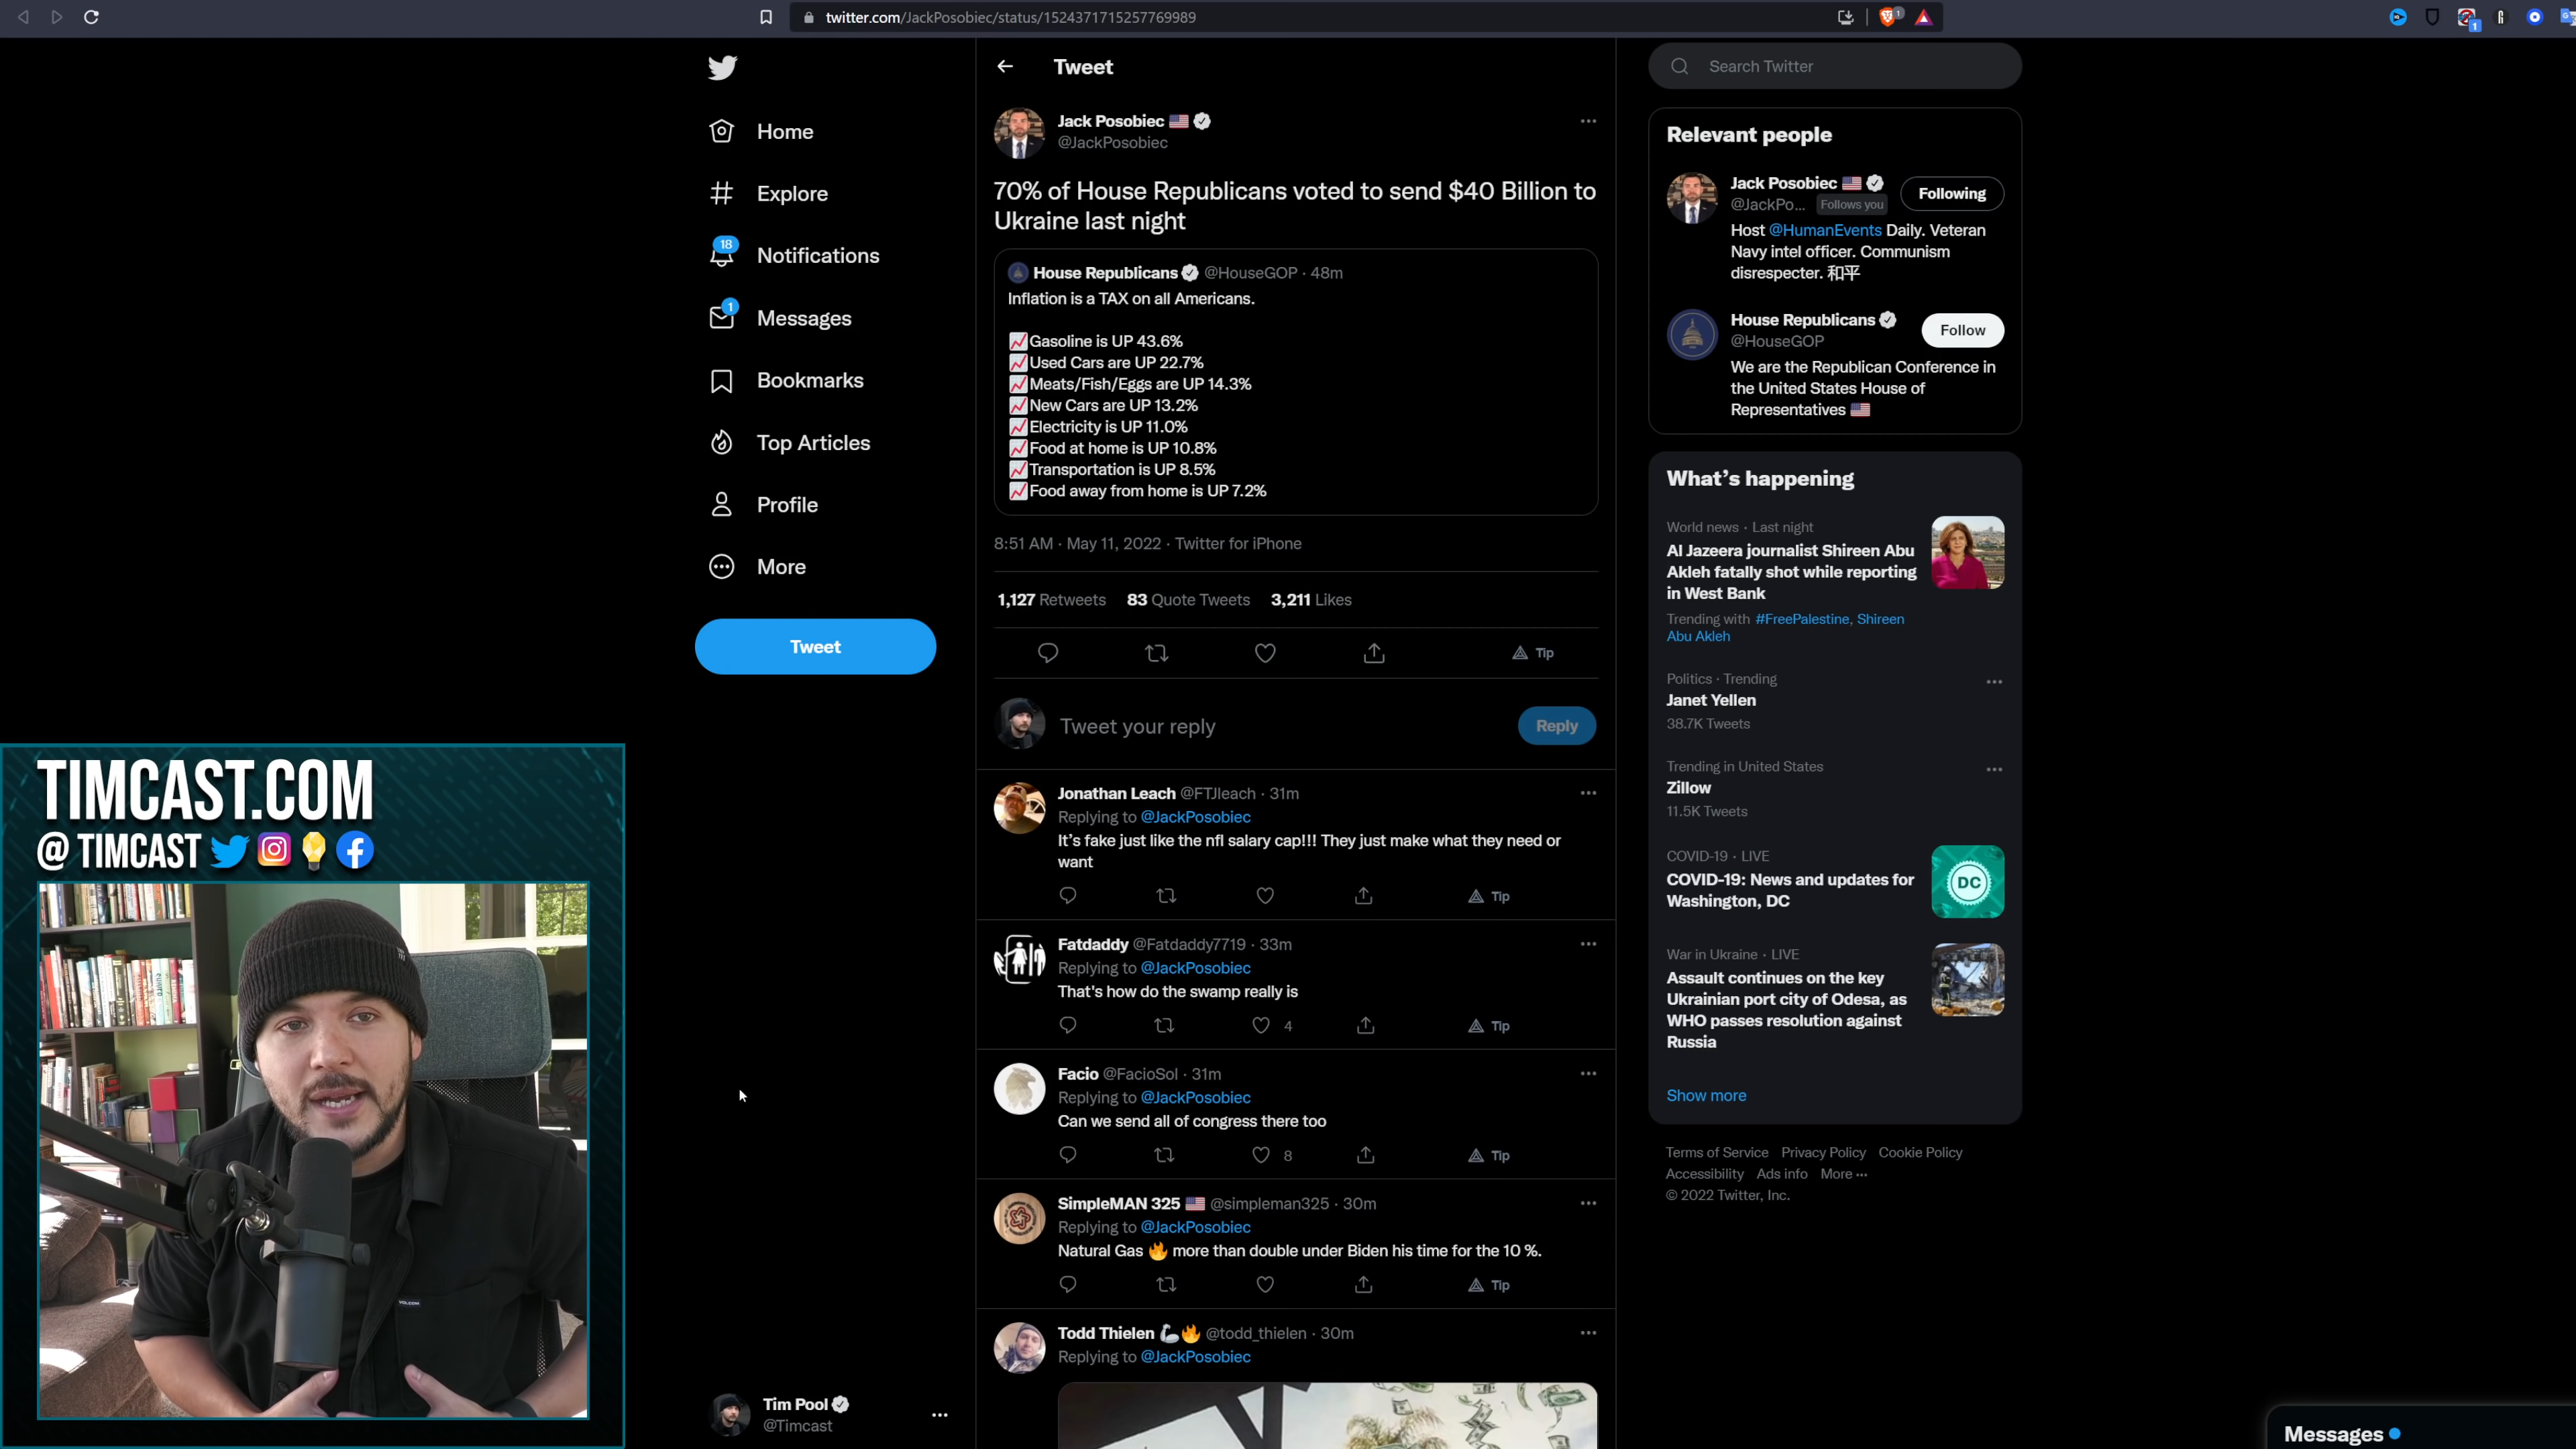 twitter.com/JackPosobiec/status/1524371715257769989
1
1
Home
Explore
18
Notifications
1
Messages
Bookmarks
Top Articles
Profile
More
Tweet
Tim Pool
@Timcast
TIMCAST.COM
@ TIMCAST
VOLCOM
Tweet
Jack Posobiec
@JackPosobiec
70% of House Republicans voted to send $40 Billion to
Ukraine last night
House Republicans @HouseGOP · 48m
Inflation is a TAX on all Americans.
Gasoline is UP 43.6%
Used Cars are UP 22.7%
Meats/Fish/Eggs are UP 14.3%
New Cars are UP 13.2%
Electricity is UP 11.0%
Food at home is UP 10.8%
Transportation is UP 8.5%
Food away from home is UP 7.2%
8:51 AM · May 11, 2022 · Twitter for iPhone
1,127 Retweets 83 Quote Tweets 3,211 Likes
Tip
Tweet your reply
Reply
Jonathan Leach @FTJleach · 31m
Replying to @JackPosobiec
It's fake just like the nfl salary cap!!! They just make what they need or
want
Tip
Fatdaddy @Fatdaddy7719 · 33m
Replying to @JackPosobiec
That's how do the swamp really is
4
Tip
Facio @FacioSol · 31m
Replying to @JackPosobiec
Can we send all of congress there too
8
Tip
SimpleMAN 325 @simpleman325 · 30m
Replying to @JackPosobiec
Natural Gas 🔥 more than double under Biden his time for the 10 %.
Tip
Todd Thielen @todd_thielen · 30m
Replying to @JackPosobiec
Search Twitter
Relevant people
Jack Posobiec
@JackPo... Follows you
Following
Host @HumanEvents Daily. Veteran
Navy intel officer. Communism
disrespecter. 和平
House Republicans
@HouseGOP
Follow
We are the Republican Conference in
the United States House of
Representatives
What's happening
World news · Last night
Al Jazeera journalist Shireen Abu
Akleh fatally shot while reporting
in West Bank
Trending with #FreePalestine, Shireen
Abu Akleh
Politics · Trending
Janet Yellen
38.7K Tweets
Trending in United States
Zillow
11.5K Tweets
COVID-19 · LIVE
COVID-19: News and updates for
Washington, DC
DC
War in Ukraine · LIVE
Assault continues on the key
Ukrainian port city of Odesa, as
WHO passes resolution against
Russia
Show more
Terms of Service Privacy Policy Cookie Policy
Accessibility Ads info More ···
© 2022 Twitter, Inc.
Messages